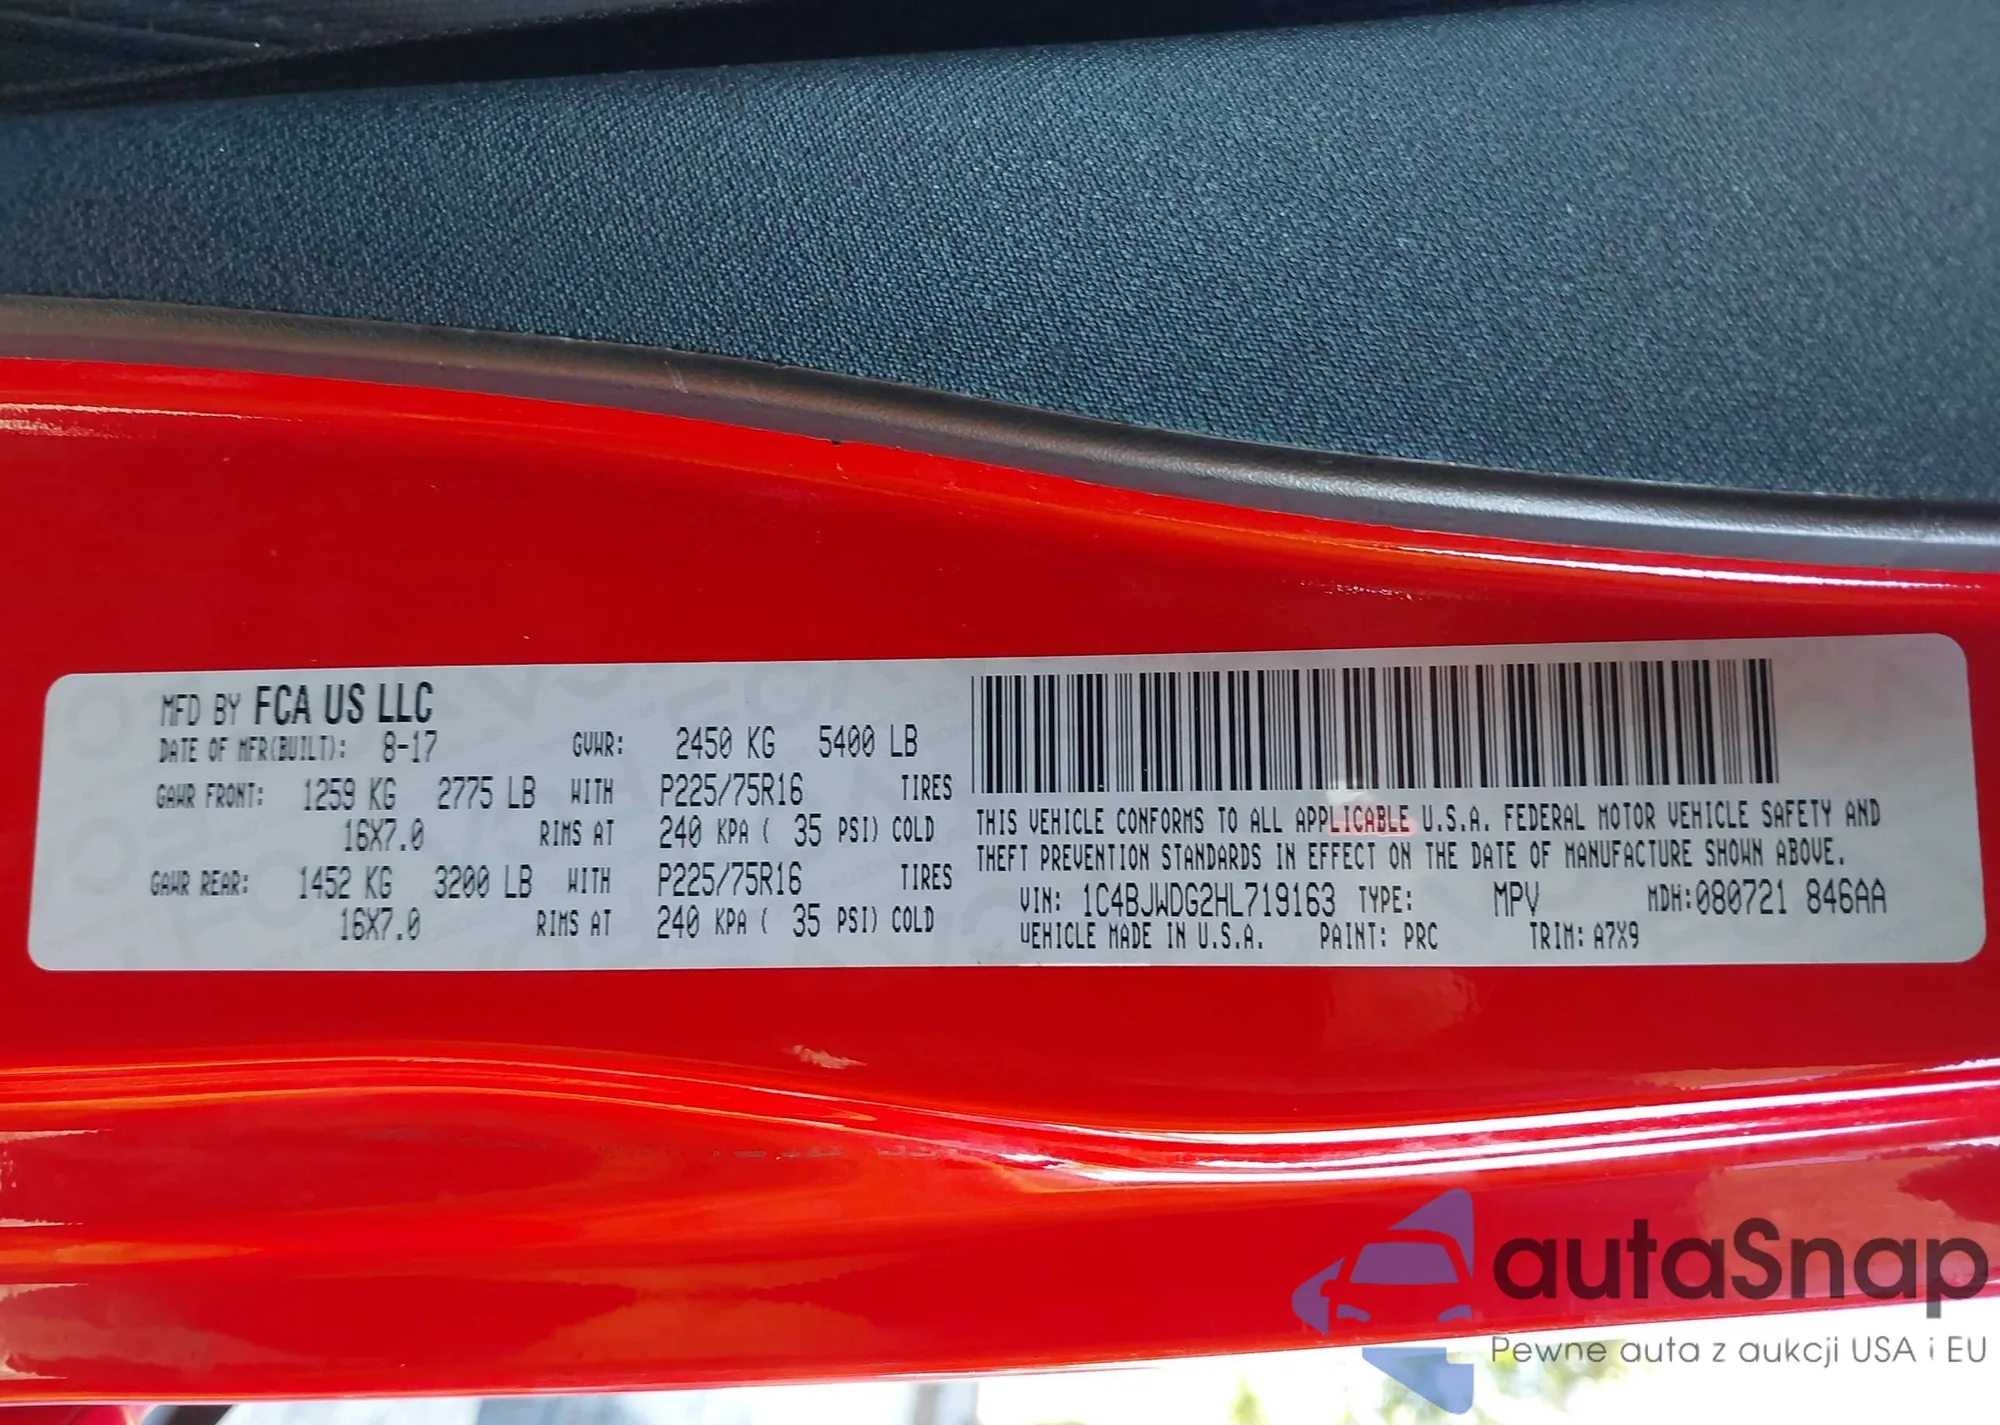 MFD BY FCA US LLC
DATE OF MFR(BUILT): 8-17 GVWR: 2450 KG 5400 LB
GAWR FRONT: 1259 KG 2775 LB WITH P225/75R16 TIRES
16X7.0 RIMS AT 240 KPA ( 35 PSI) COLD
GAWR REAR: 1452 KG 3200 LB WITH P225/75R16 TIRES
16X7.0 RIMS AT 240 KPA ( 35 PSI) COLD
THIS VEHICLE CONFORMS TO ALL APPLICABLE U.S.A. FEDERAL MOTOR VEHICLE SAFETY AND
THEFT PREVENTION STANDARDS IN EFFECT ON THE DATE OF MANUFACTURE SHOWN ABOVE.
VIN: 1C4BJWDG2HL719163 TYPE: MPV MDH:080721 846AA
VEHICLE MADE IN U.S.A. PAINT: PRC TRIM: A7X9
autaSnap
Pewne auta z aukcji USA i EU